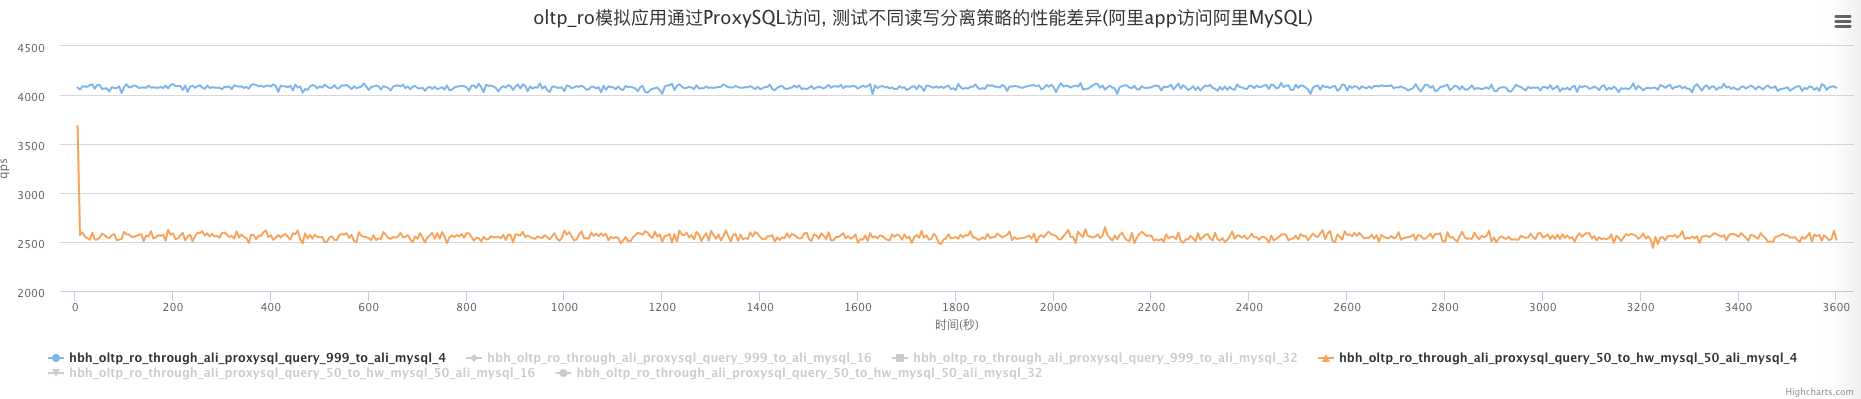 oltp_ro模拟应用通过ProxySQL访问, 测试不同读写分离策略的性能差异(阿里app访问阿里MySQL)
4500
4000
3500
3000
2500
2000
qps
0 200 400 600 800 1000 1200 1400 1600 1800 2000 2200 2400 2600 2800 3000 3200 3400 3600
时间(秒)
hbh_oltp_ro_through_ali_proxysql_query_999_to_ali_mysql_4 hbh_oltp_ro_through_ali_proxysql_query_999_to_ali_mysql_16 hbh_oltp_ro_through_ali_proxysql_query_999_to_ali_mysql_32 hbh_oltp_ro_through_ali_proxysql_query_50_to_hw_mysql_50_ali_mysql_4
hbh_oltp_ro_through_ali_proxysql_query_50_to_hw_mysql_50_ali_mysql_16 hbh_oltp_ro_through_ali_proxysql_query_50_to_hw_mysql_50_ali_mysql_32
Highcharts.com